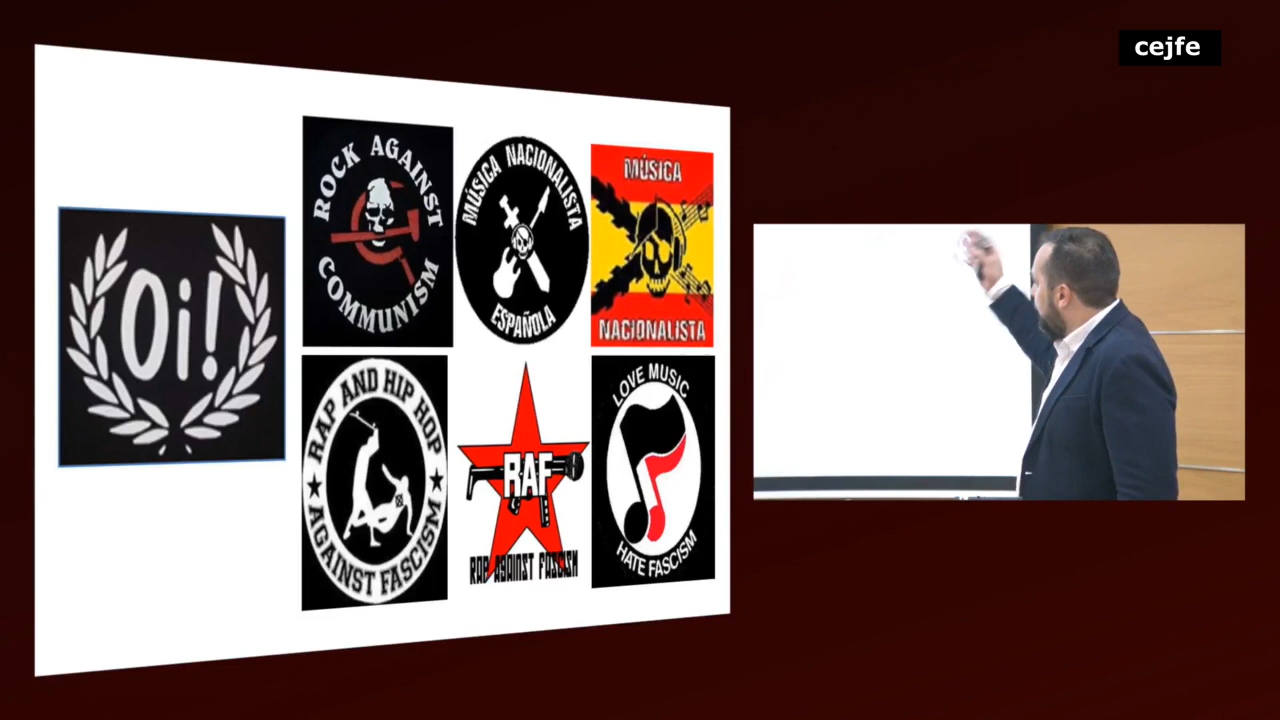 cejfe
Oi!
ROCK AGAINST
COMMUNISM
MÚSICA NACIONALISTA
ESPAÑOLA
MÚSICA
NACIONALISTA
RAP AND HIP HOP
AGAINST FASCISM
RAF
RAP AGAINST FASCISM
LOVE MUSIC
HATE FASCISM